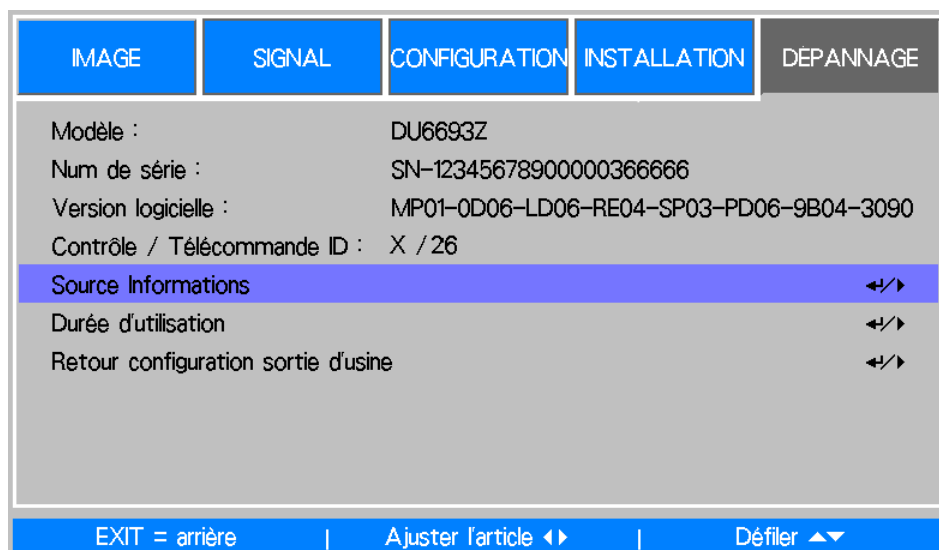 IMAGE SIGNAL CONFIGURATION INSTALLATION DÉPANNAGE
Modèle : DU6693Z
Num de série : SN-12345678900000366666
Version logicielle : MP01-0D06-LD06-RE04-SP03-PD06-9B04-3090
Contrôle / Télécommande ID : X / 26
Source Informations
Durée d'utilisation
Retour configuration sortie d'usine
EXIT = arrière | Ajuster l'article | Défiler